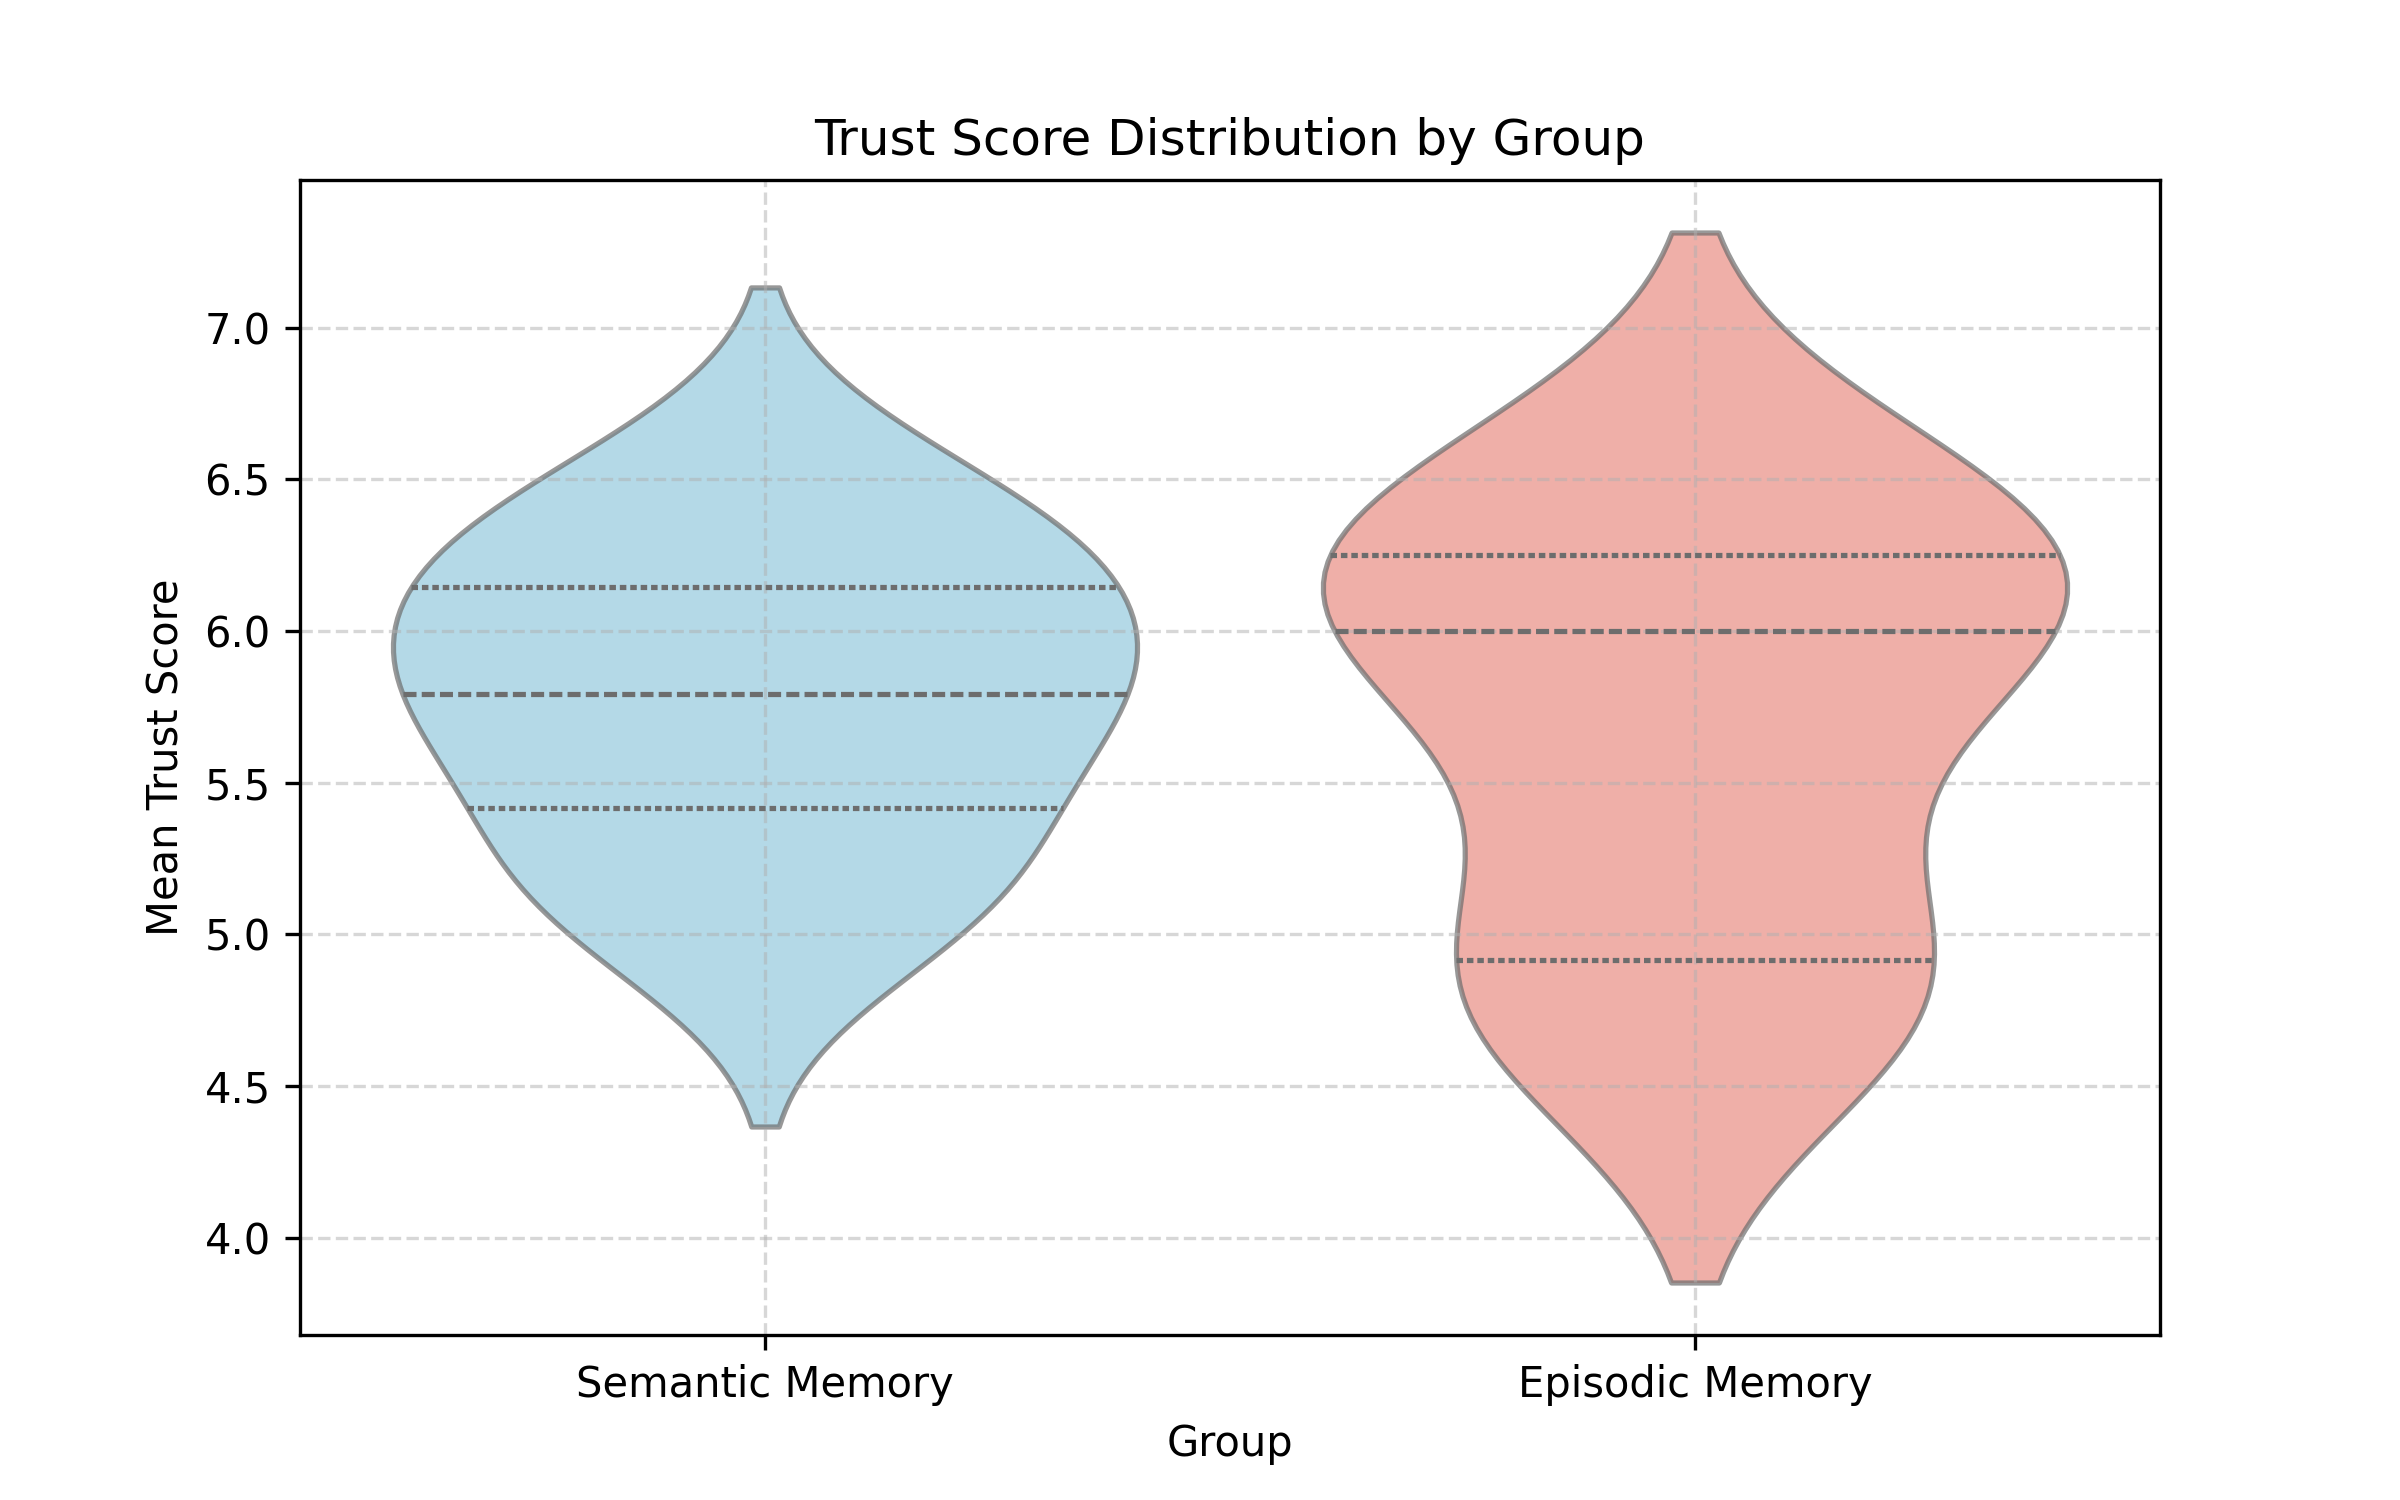 Trust Score Distribution by Group
Mean Trust Score
7.0
6.5
6.0
5.5
5.0
4.5
4.0
Semantic Memory
Episodic Memory
Group